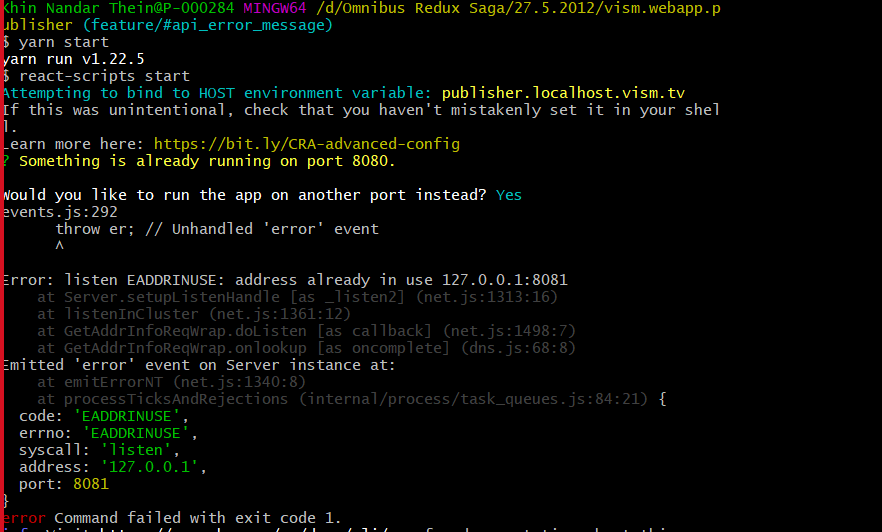 Khin Nandar Thein@P-000284 MINGW64 /d/Omnibus Redux Saga/27.5.2012/vism.webapp.p
ublisher (feature/#api_error_message)
$ yarn start
yarn run v1.22.5
$ react-scripts start
Attempting to bind to HOST environment variable: publisher.localhost.vism.tv
If this was unintentional, check that you haven't mistakenly set it in your shel
l.
Learn more here: https://bit.ly/CRA-advanced-config
? Something is already running on port 8080.
Would you like to run the app on another port instead? Yes
events.js:292
throw er; // Unhandled 'error' event
^
Error: listen EADDRINUSE: address already in use 127.0.0.1:8081
at Server.setupListenHandle [as _listen2] (net.js:1313:16)
at listenInCluster (net.js:1361:12)
at GetAddrInfoReqWrap.doListen [as callback] (net.js:1498:7)
at GetAddrInfoReqWrap.onlookup [as oncomplete] (dns.js:68:8)
Emitted 'error' event on Server instance at:
at emitErrorNT (net.js:1340:8)
at processTicksAndRejections (internal/process/task_queues.js:84:21) {
code: 'EADDRINUSE',
errno: 'EADDRINUSE',
syscall: 'listen',
address: '127.0.0.1',
port: 8081
}
error Command failed with exit code 1.